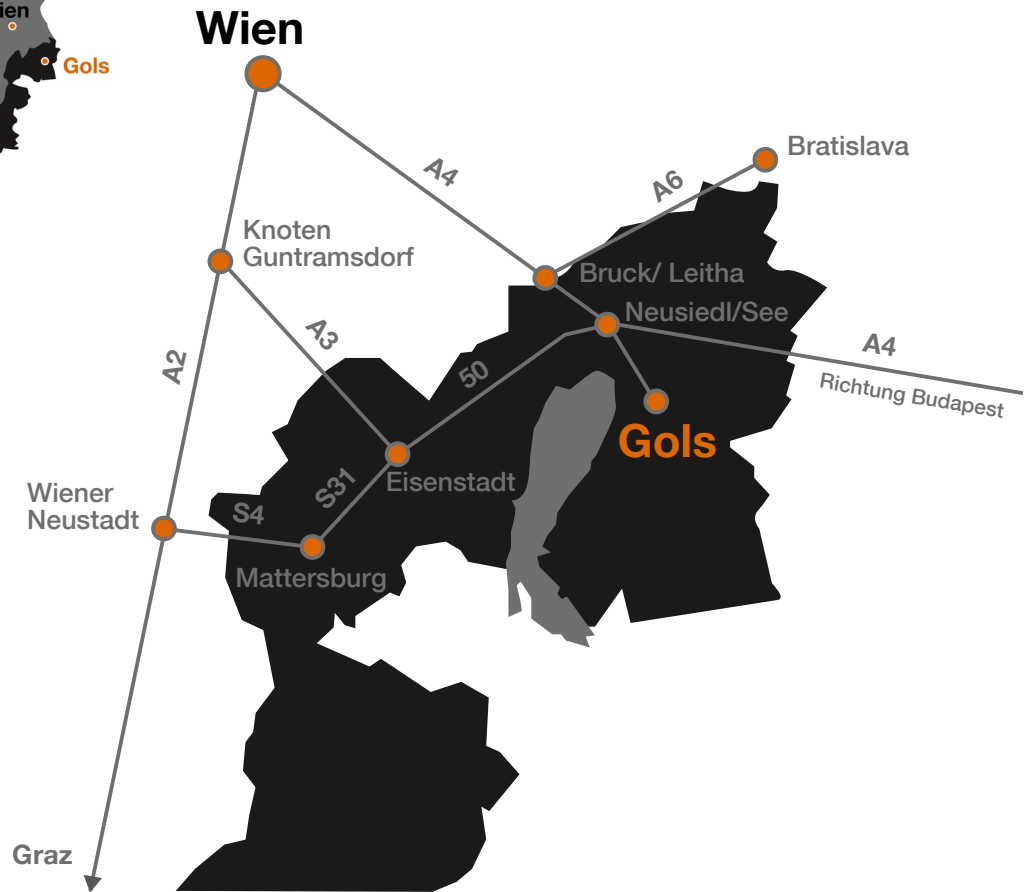 ien
Gols
Wien
Bratislava
A4
A6
Knoten
Guntramsdorf
Bruck/ Leitha
Neusiedl/See
A3
A2
50
A4
Richtung Budapest
Gols
Eisenstadt
S31
Wiener
Neustadt
S4
Mattersburg
Graz